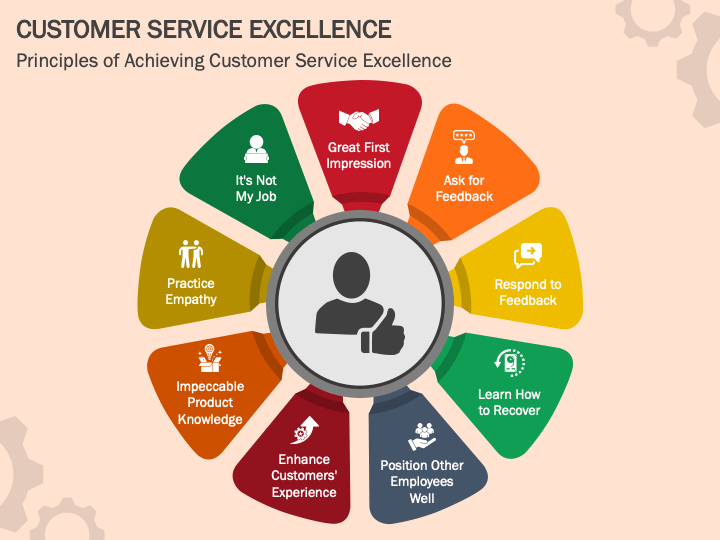 CUSTOMER SERVICE EXCELLENCE
Principles of Achieving Customer Service Excellence
Great First
Impression
Ask for
Feedback
Respond to
Feedback
Learn How
to Recover
Position Other
Employees
Well
Enhance
Customers'
Experience
Impeccable
Product
Knowledge
Practice
Empathy
It's Not
My Job